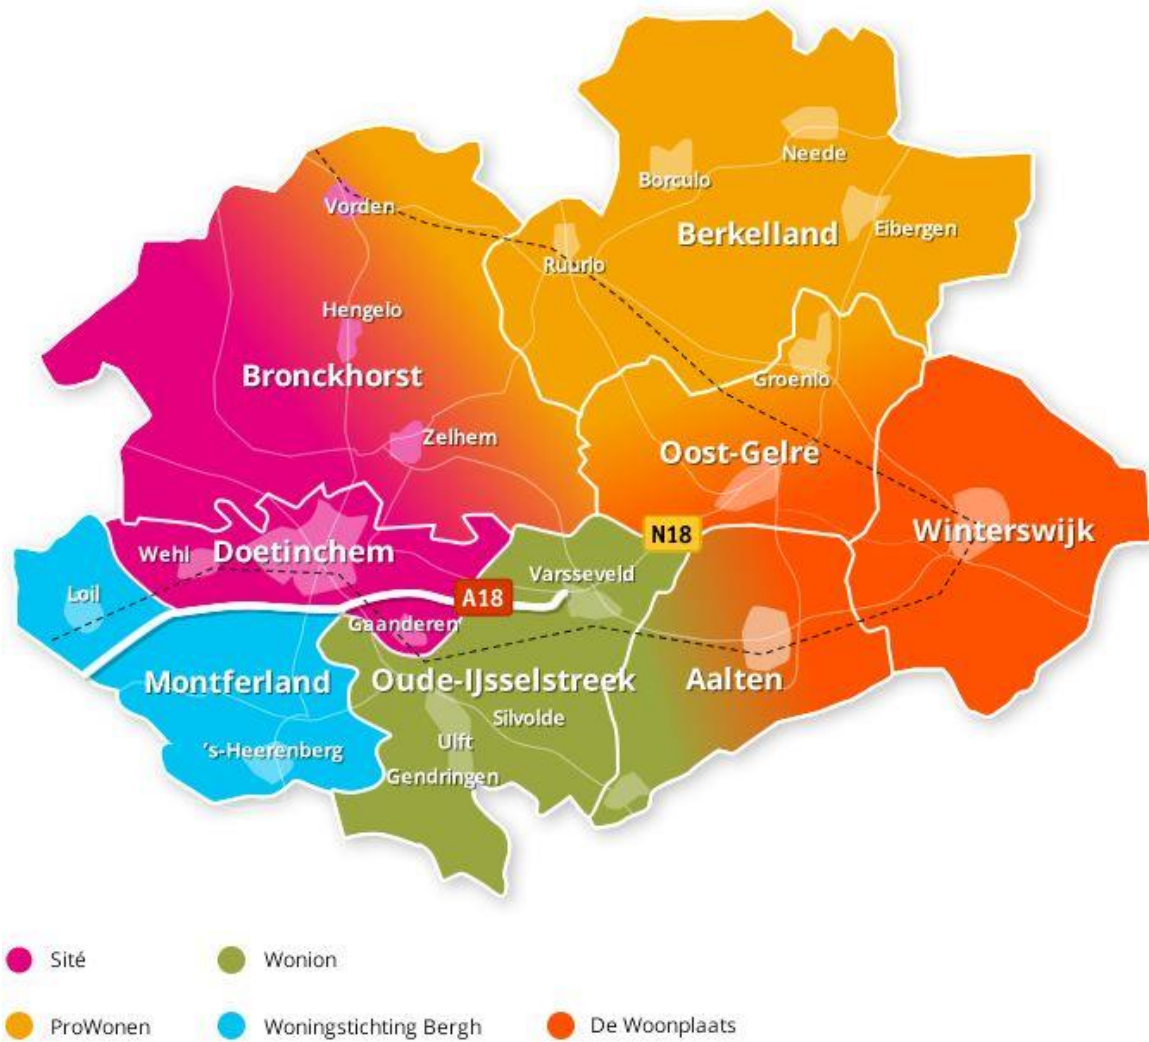 Neede
Borculo
Vorden
Berkelland
Eibergen
Ruurlo
Hengelo
Bronckhorst
Groenlo
Zelhem
Oost-Gelre
N18
Winterswijk
Wehl
Doetinchem
Varsseveld
Loil
A18
Gaanderen
Montferland
Oude-IJsselstreek
Aalten
Silvolde
Ulft
's-Heerenberg
Gendringen
Sité
Wonion
ProWonen
Woningstichting Bergh
De Woonplaats